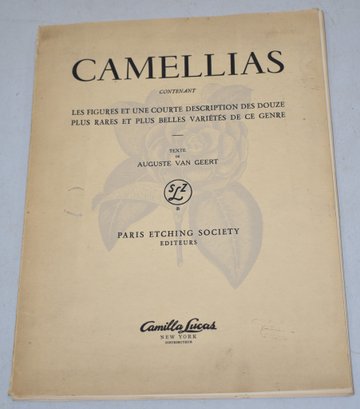 CAMELLIAS
CONTENANT
LES FIGURES ET UNE COURTE DESCRIPTION DES DOUZE
PLUS RARES ET PLUS BELLES VARIÉTÉS DE CE GENRE
TEXTE
DE
AUGUSTE VAN GEERT
SLZ
PARIS ETCHING SOCIETY
EDITEURS
Camilla Lucas
NEW YORK
DISTRIBUTEUR